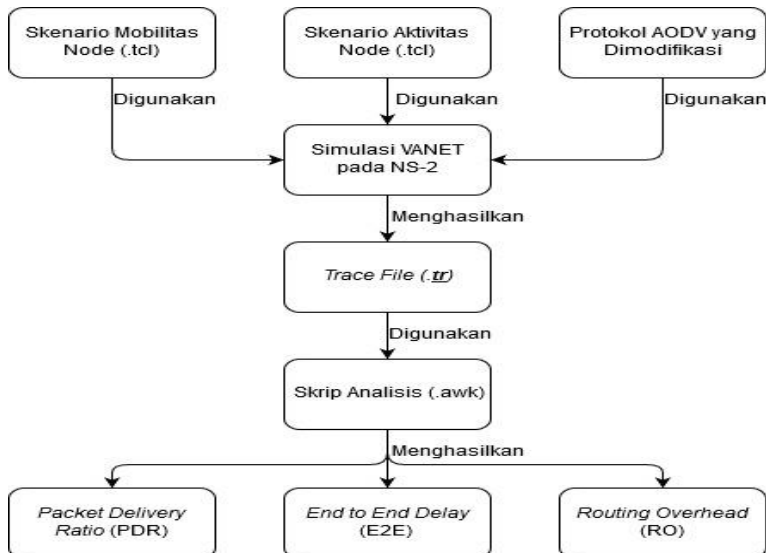 Skenario Mobilitas
Node (.tcl)
Skenario Aktivitas
Node (.tcl)
Protokol AODV yang
Dimodifikasi
Digunakan
Digunakan
Digunakan
Simulasi VANET
pada NS-2
Menghasilkan
Trace File (.tr)
Digunakan
Skrip Analisis (.awk)
Menghasilkan
Packet Delivery
Ratio (PDR)
End to End Delay
(E2E)
Routing Overhead
(RO)